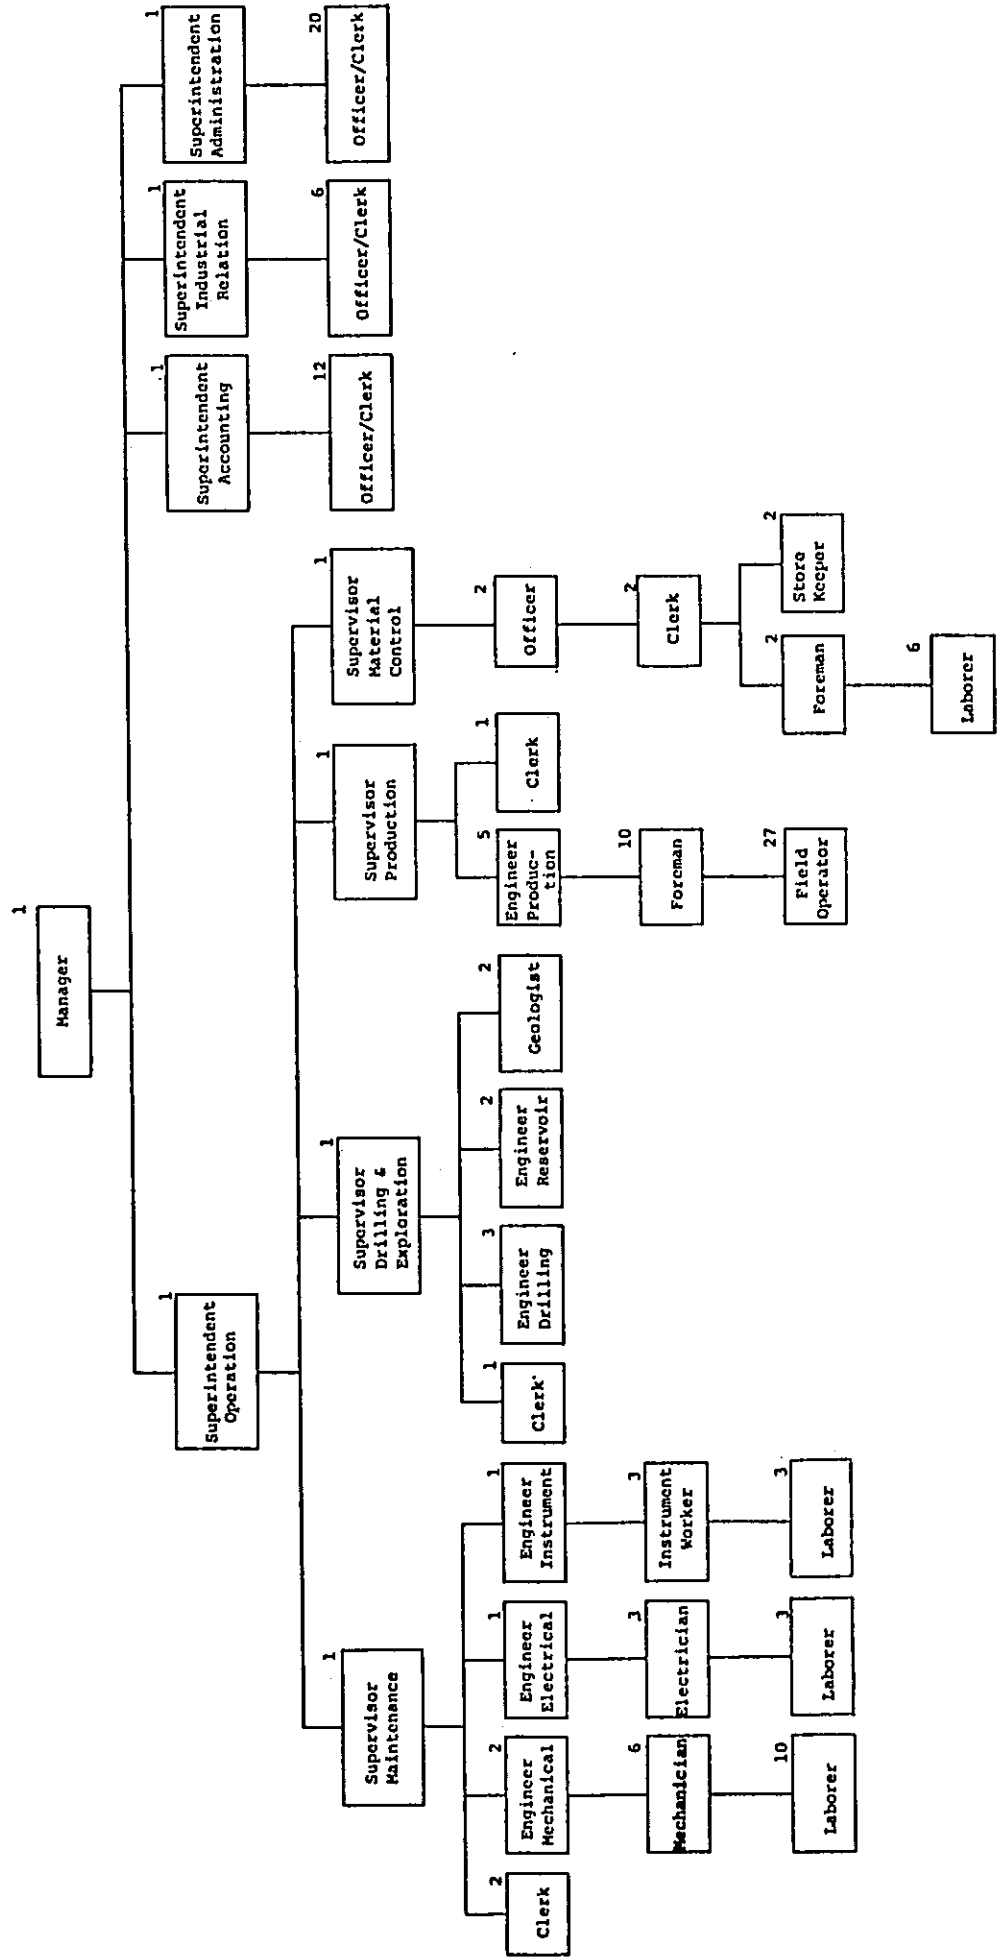 1
Manager
1
Superintendent
Operation
1
Superintendent
Accounting
1
Superintendent
Industrial
Relation
1
Superintendent
Administration
1
Supervisor
Maintenance
1
Supervisor
Drilling &
Exploration
1
Supervisor
Production
1
Supervisor
Material
Control
12
Officer/Clerk
6
Officer/Clerk
20
Officer/Clerk
2
Clerk
2
Engineer
Mechanical
1
Engineer
Electrical
1
Engineer
Instrument
1
Clerk
3
Engineer
Drilling
2
Engineer
Reservoir
2
Geologist
5
Engineer
Produc-
tion
1
Clerk
2
Officer
6
Mechanician
3
Electrician
3
Instrument
Worker
10
Foreman
2
Clerk
10
Laborer
3
Laborer
3
Laborer
27
Field
Operator
2
Foreman
2
Store
Keeper
6
Laborer